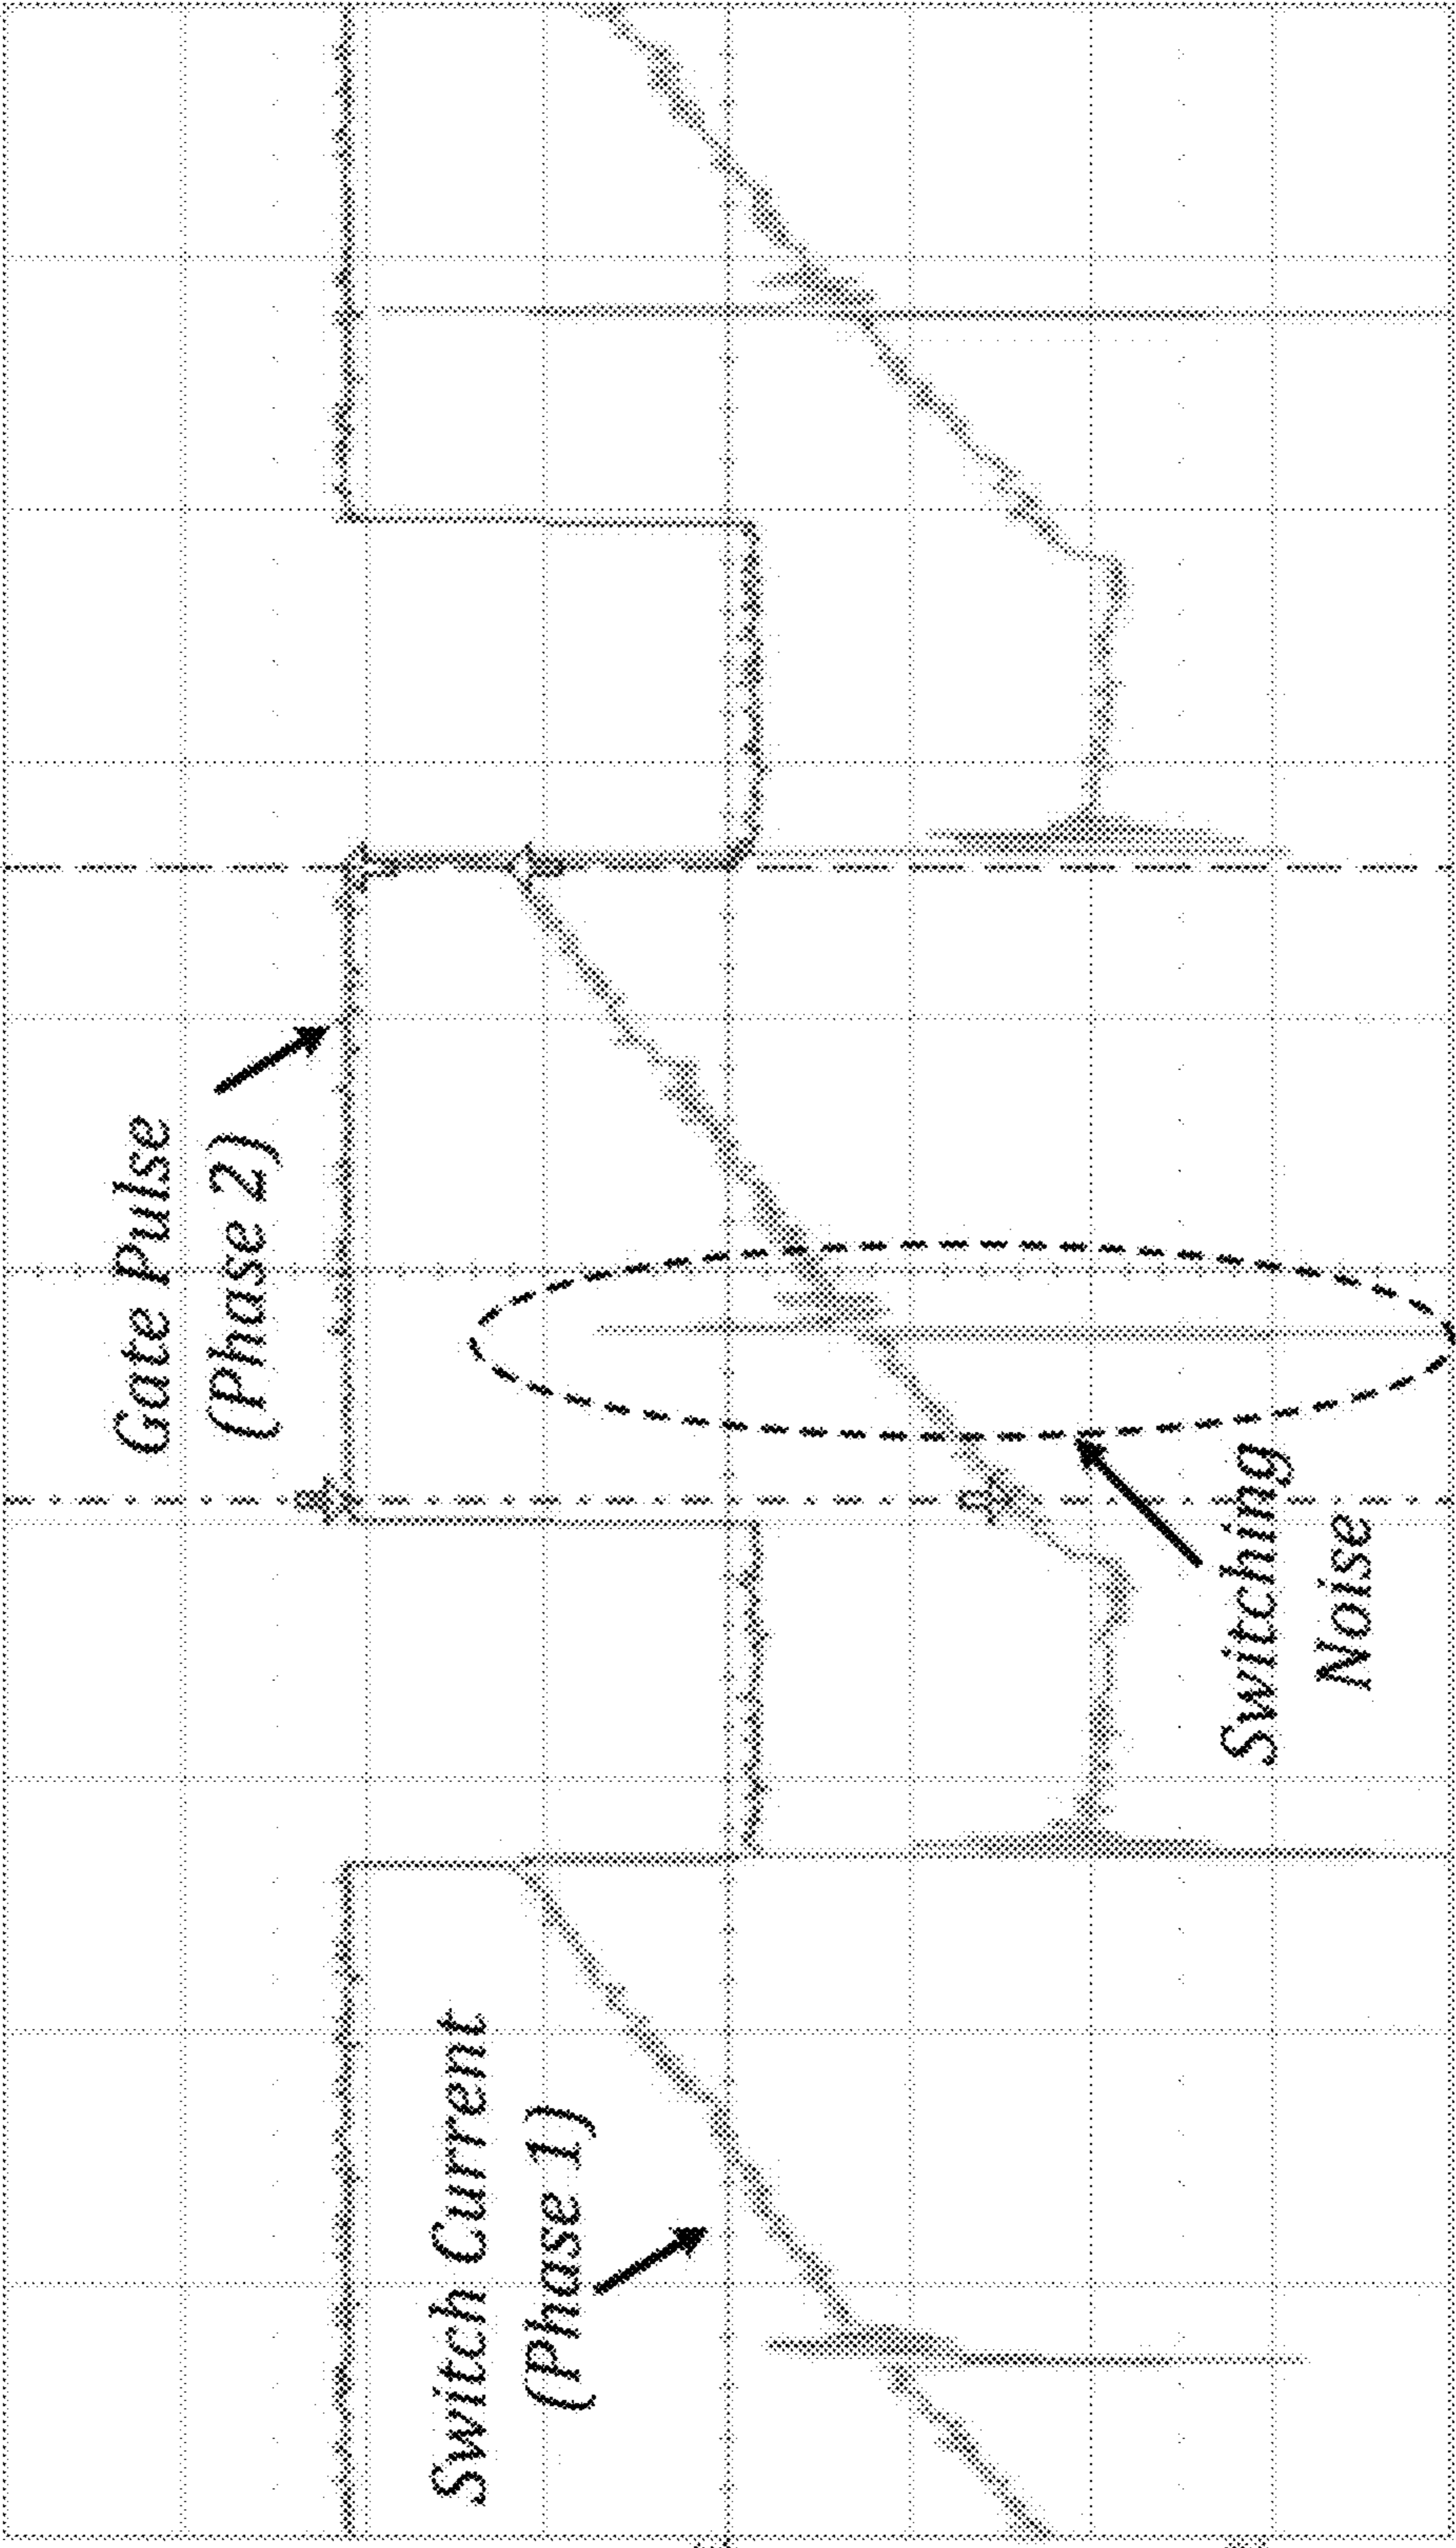 Gate Pulse
(Phase 2)
Switch Current
(Phase 1)
Switching
Noise